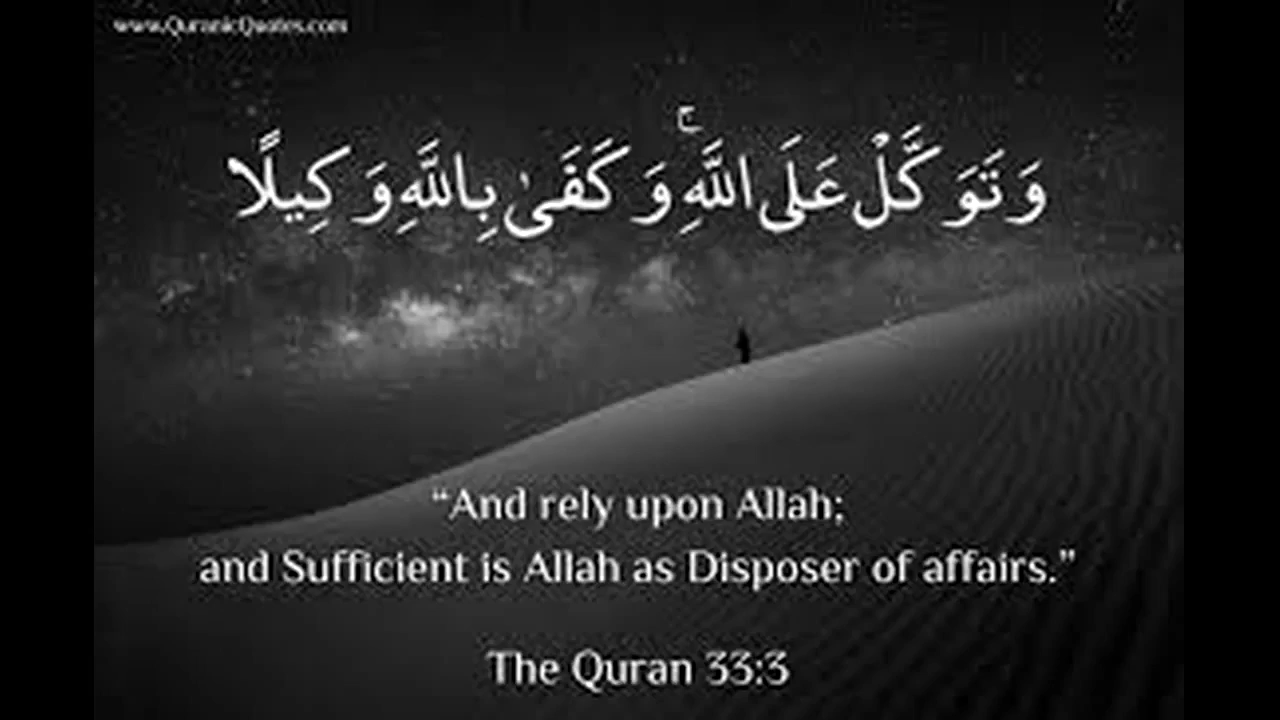 www.QuranicQuotes.com
وَتَوَكَّلْ عَلَى اللَّهِ ۚ وَكَفَىٰ بِاللَّهِ وَكِيلًا
“And rely upon Allah;
and Sufficient is Allah as Disposer of affairs.”
The Quran 33:3